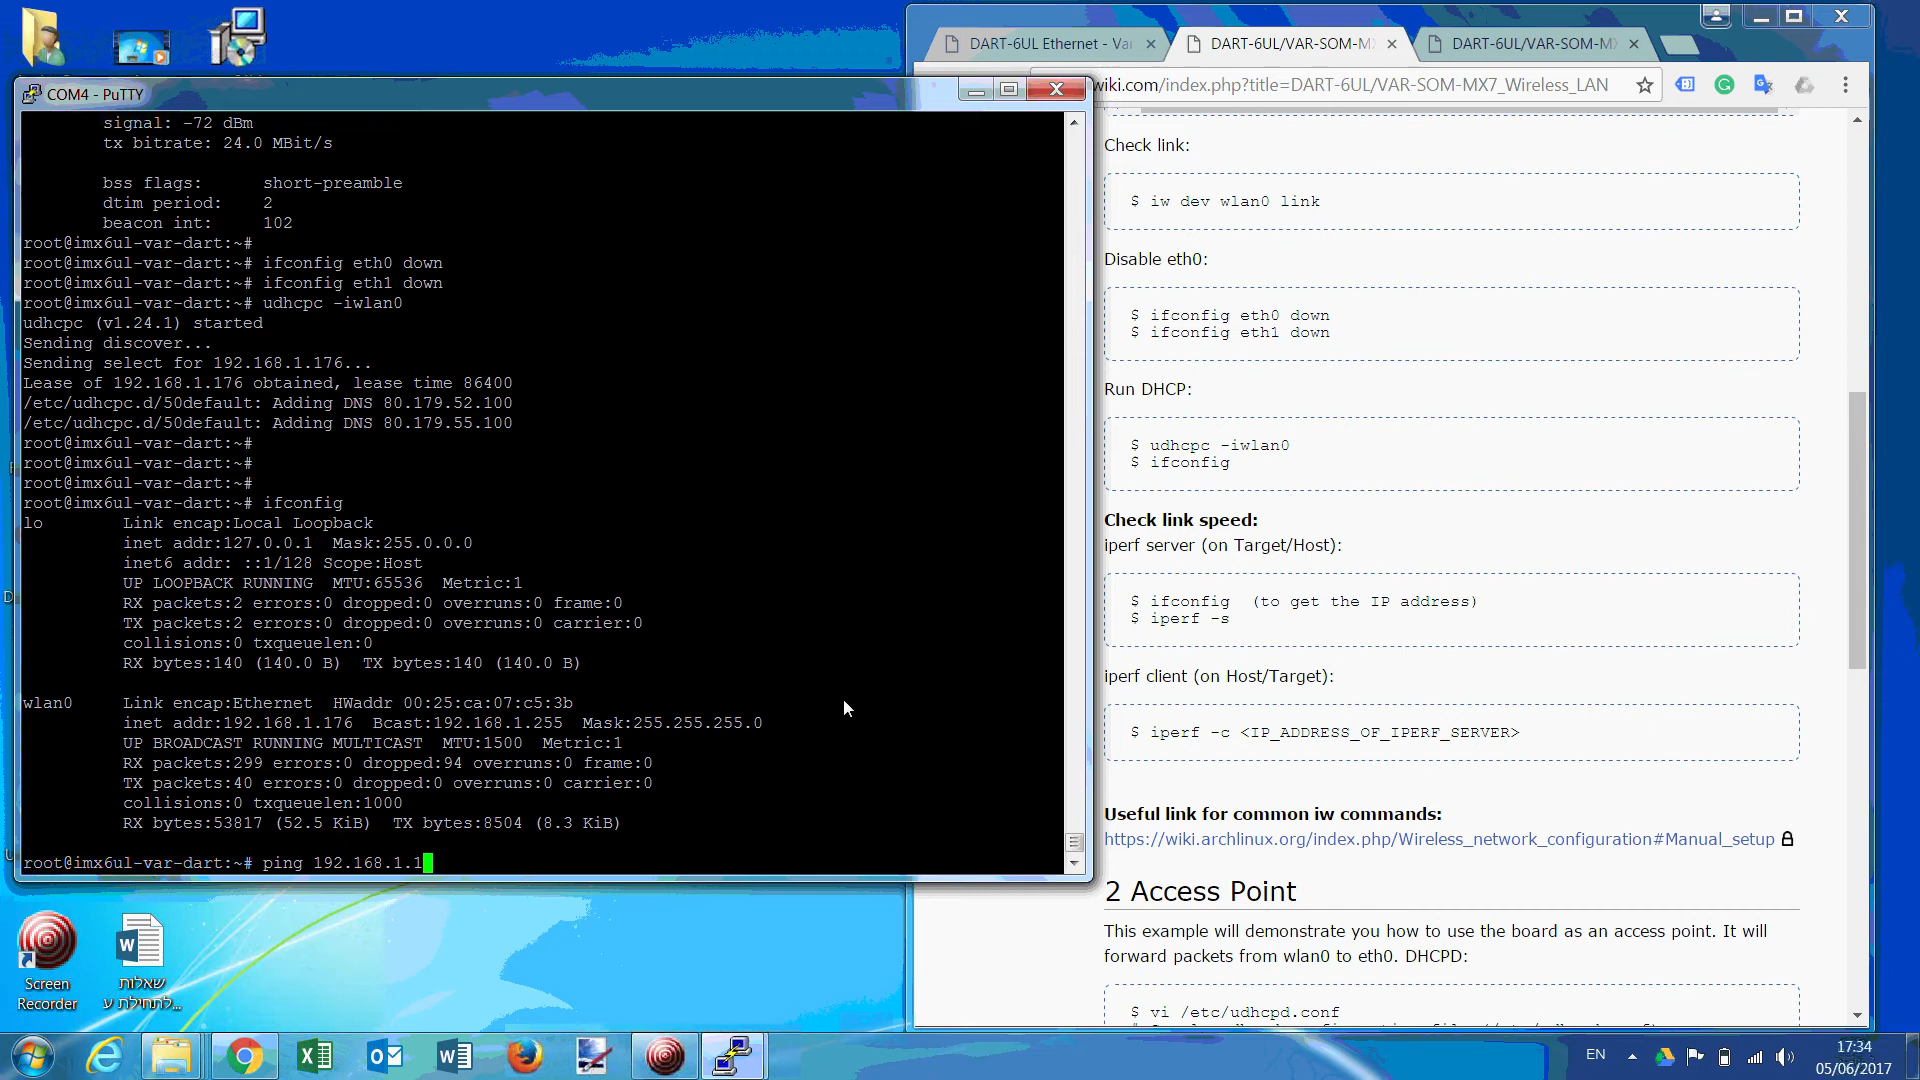 COM4 - PuTTY
signal: -72 dBm
tx bitrate: 24.0 MBit/s
bss flags:      short-preamble
dtim period:    2
beacon int:     102
root@imx6ul-var-dart:~#
root@imx6ul-var-dart:~# ifconfig eth0 down
root@imx6ul-var-dart:~# ifconfig eth1 down
root@imx6ul-var-dart:~# udhcpc -iwlan0
udhcpc (v1.24.1) started
Sending discover...
Sending select for 192.168.1.176...
Lease of 192.168.1.176 obtained, lease time 86400
/etc/udhcpc.d/50default: Adding DNS 80.179.52.100
/etc/udhcpc.d/50default: Adding DNS 80.179.55.100
root@imx6ul-var-dart:~#
root@imx6ul-var-dart:~#
root@imx6ul-var-dart:~#
root@imx6ul-var-dart:~# ifconfig
lo        Link encap:Local Loopback
inet addr:127.0.0.1  Mask:255.0.0.0
inet6 addr: ::1/128 Scope:Host
UP LOOPBACK RUNNING  MTU:65536  Metric:1
RX packets:2 errors:0 dropped:0 overruns:0 frame:0
TX packets:2 errors:0 dropped:0 overruns:0 carrier:0
collisions:0 txqueuelen:0
RX bytes:140 (140.0 B)  TX bytes:140 (140.0 B)
wlan0     Link encap:Ethernet  HWaddr 00:25:ca:07:c5:3b
inet addr:192.168.1.176  Bcast:192.168.1.255  Mask:255.255.255.0
UP BROADCAST RUNNING MULTICAST  MTU:1500  Metric:1
RX packets:299 errors:0 dropped:94 overruns:0 frame:0
TX packets:40 errors:0 dropped:0 overruns:0 carrier:0
collisions:0 txqueuelen:1000
RX bytes:53817 (52.5 KiB)  TX bytes:8504 (8.3 KiB)
root@imx6ul-var-dart:~# ping 192.168.1.1
DART-6UL Ethernet - Va
DART-6UL/VAR-SOM-MX
DART-6UL/VAR-SOM-MX
wiki.com/index.php?title=DART-6UL/VAR-SOM-MX7_Wireless_LAN
Check link:
$ iw dev wlan0 link
Disable eth0:
$ ifconfig eth0 down
$ ifconfig eth1 down
Run DHCP:
$ udhcpc -iwlan0
$ ifconfig
Check link speed:
iperf server (on Target/Host):
$ ifconfig  (to get the IP address)
$ iperf -s
iperf client (on Host/Target):
$ iperf -c <IP_ADDRESS_OF_IPERF_SERVER>
Useful link for common iw commands:
https://wiki.archlinux.org/index.php/Wireless_network_configuration#Manual_setup
2 Access Point
This example will demonstrate you how to use the board as an access point. It will
forward packets from wlan0 to eth0. DHCPD:
$ vi /etc/udhcpd.conf
Screen
Recorder
שאלות
לתחילת ע...
EN
17:34
05/06/2017